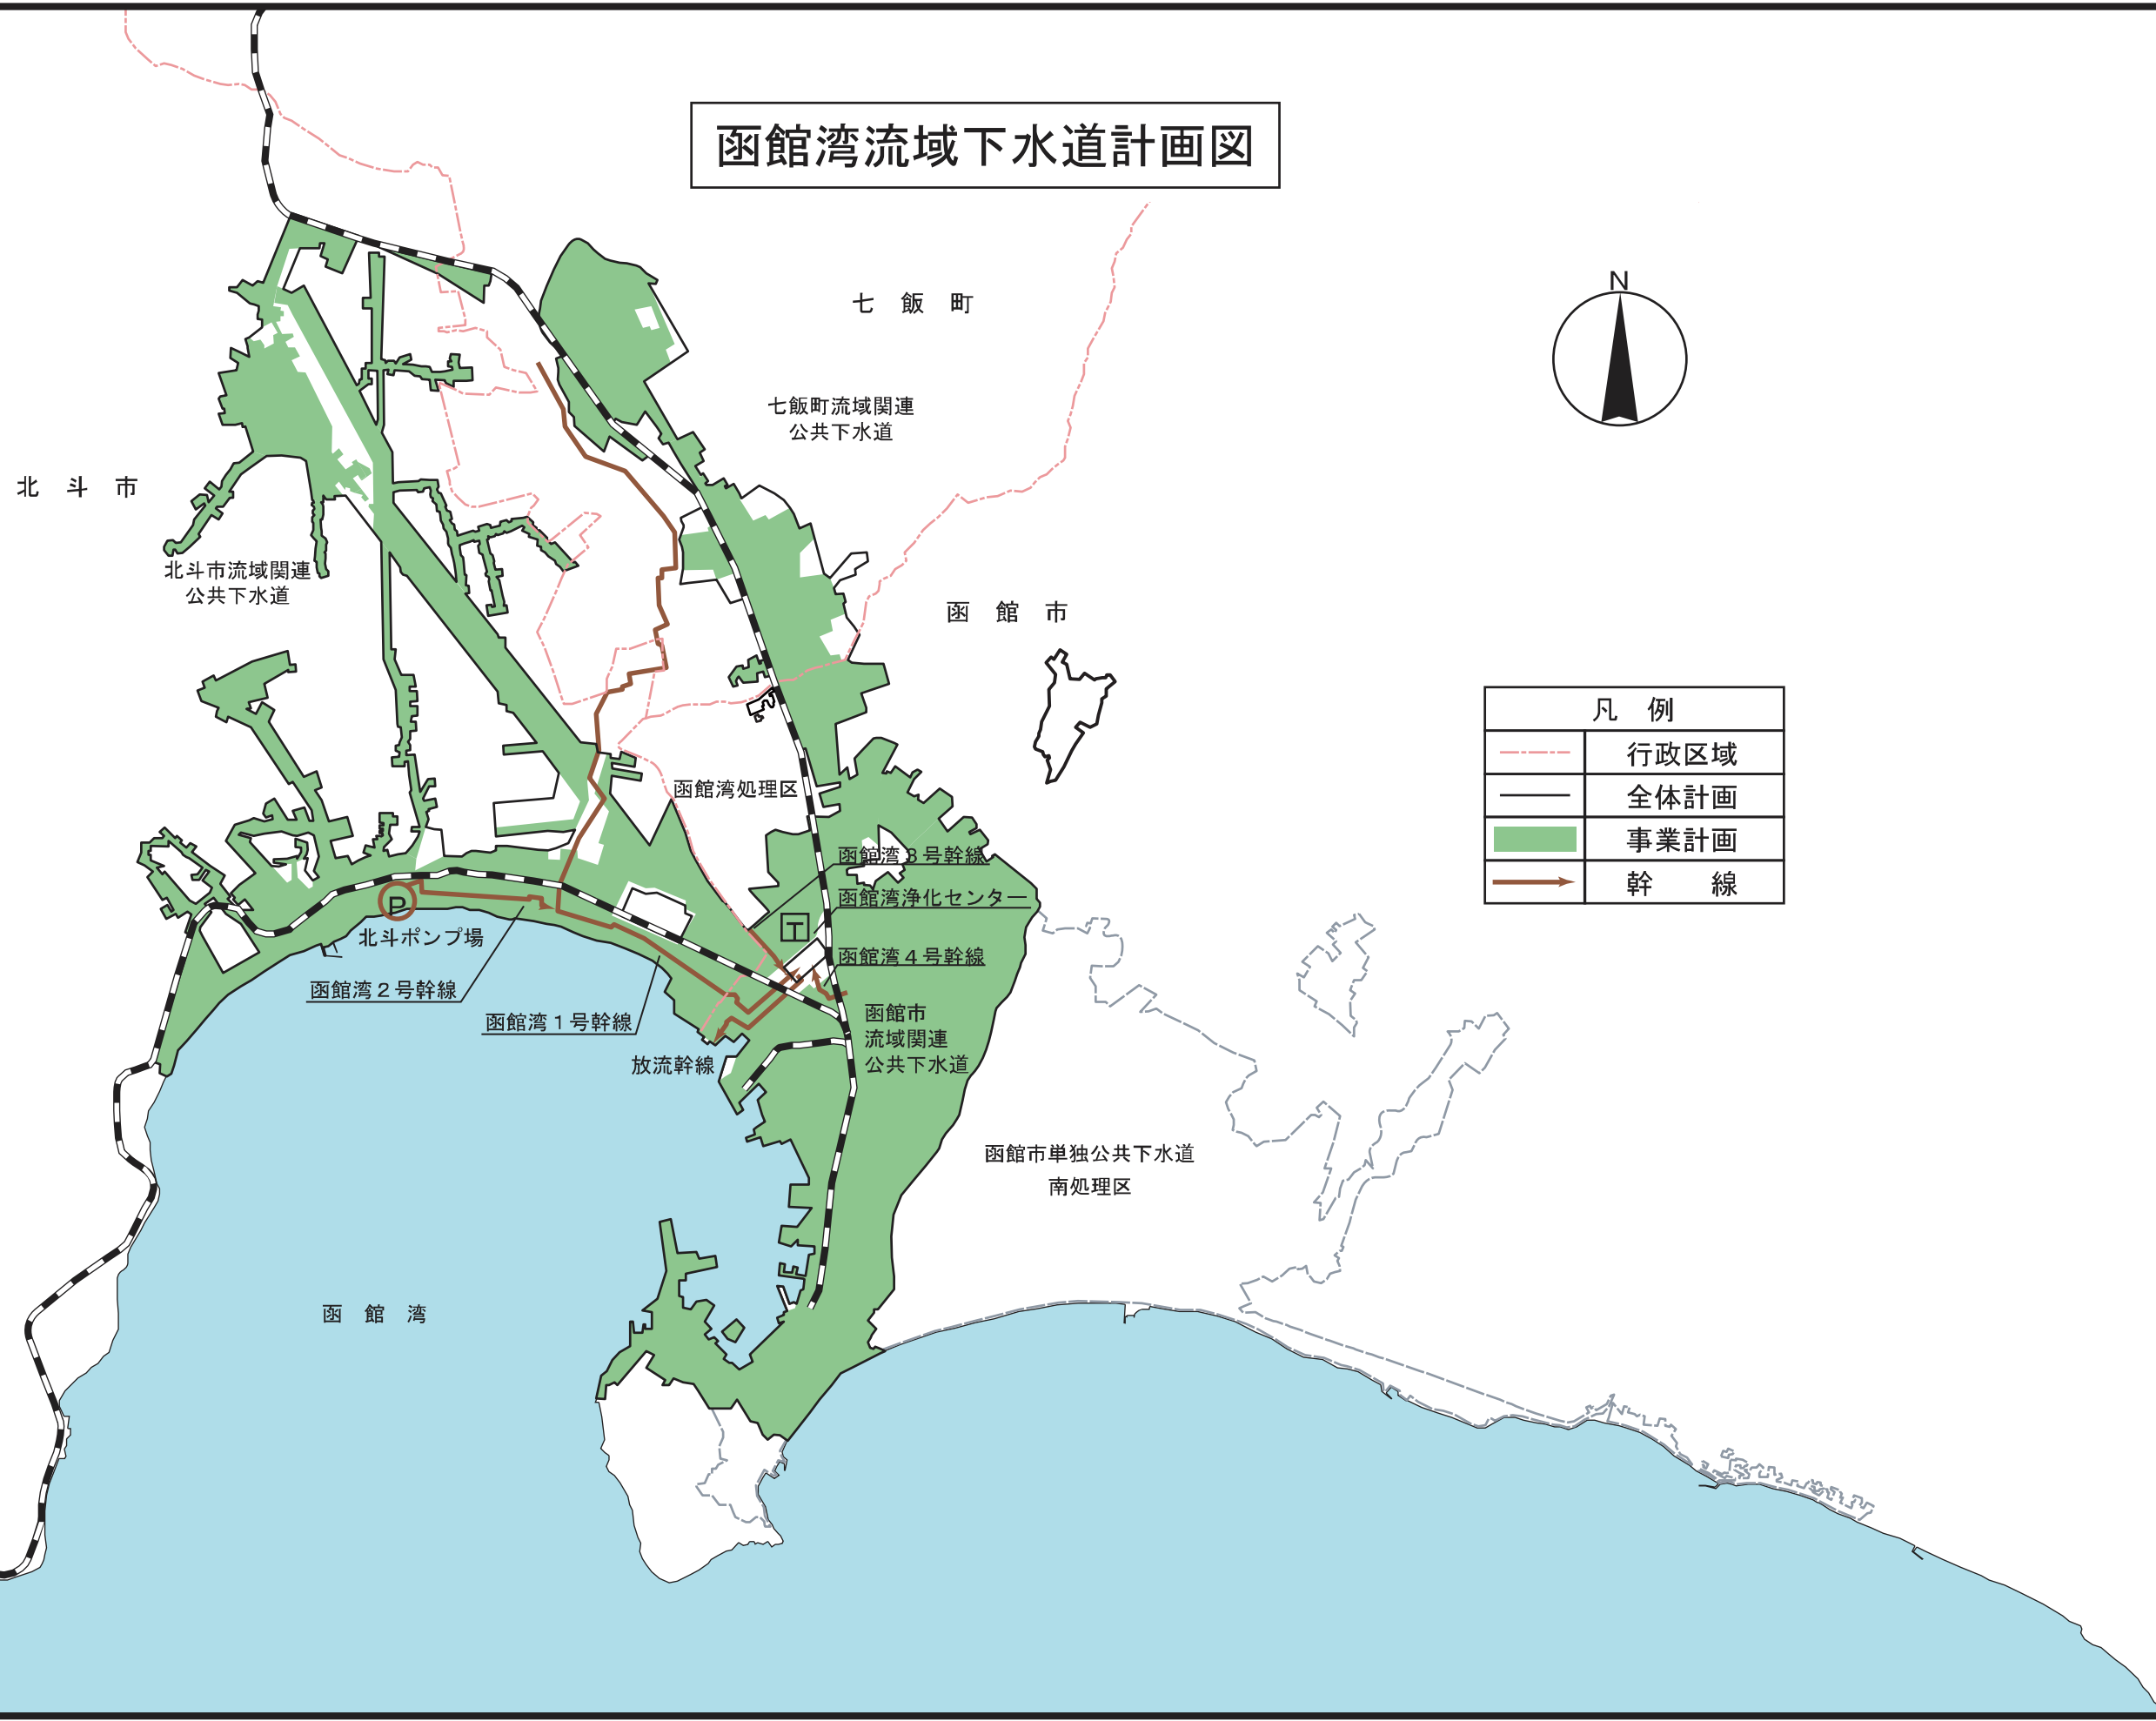 函館湾流域下水道計画図
N
七飯町
七飯町流域関連
公共下水道
北斗市
北斗市流域関連
公共下水道
函館市
凡例
行政区域
全体計画
事業計画
幹線
函館湾処理区
函館湾3号幹線
函館湾浄化センター
T
函館湾4号幹線
P
北斗ポンプ場
函館湾2号幹線
函館湾1号幹線
放流幹線
函館市
流域関連
公共下水道
函館市単独公共下水道
南処理区
函館湾